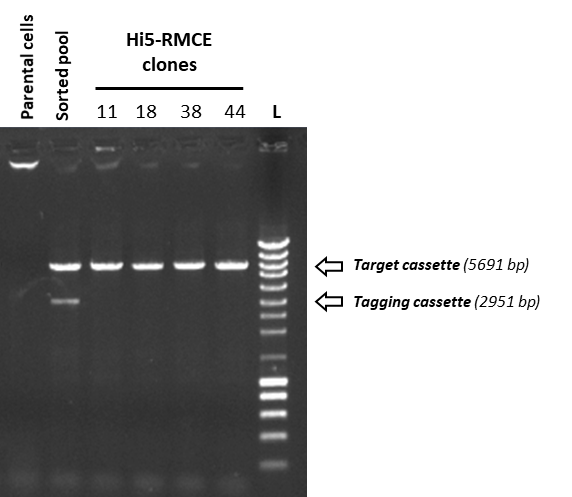 Parental cells
Sorted pool
Hi5-RMCE
clones
11 18 38 44 L
Target cassette (5691 bp)
Tagging cassette (2951 bp)